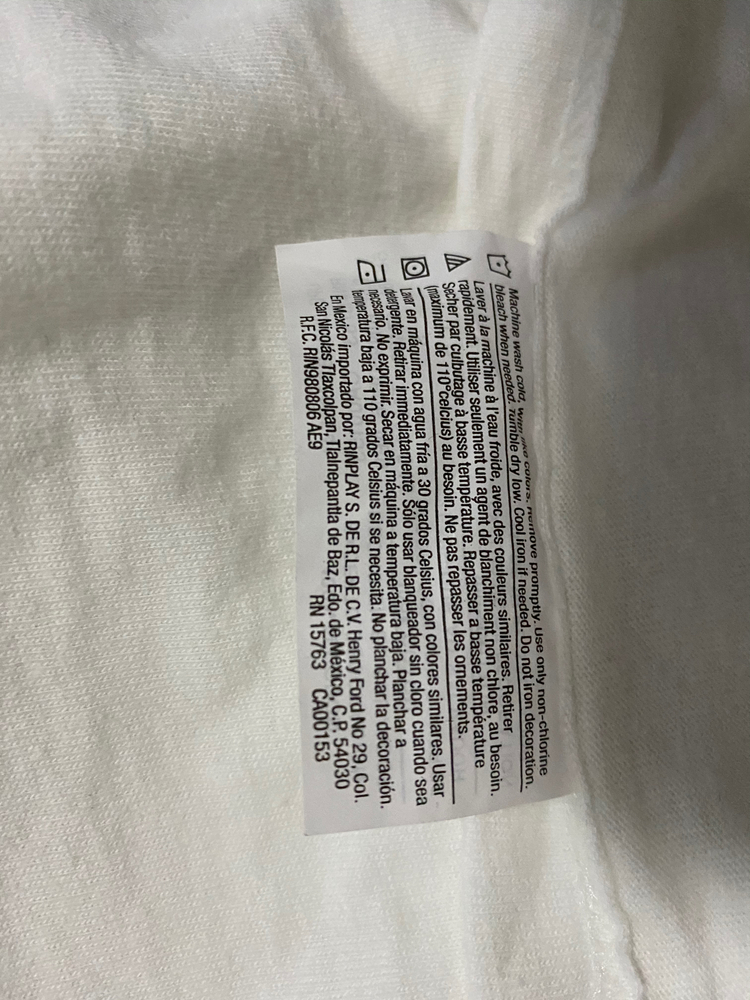 Machine wash cold, with like colors. Remove promptly. Use only non-chlorine
bleach when needed. Tumble dry low. Cool iron if needed. Do not iron decoration.
Laver à la machine à l'eau froide, avec des couleurs similaires. Retirer
rapidement. Utiliser seulement un agent de blanchiment non chlore, au besoin.
Sécher par culbutage à basse température. Repasser a basse température
(maximum de 110°celcius) au besoin. Ne pas repasser les ornements.
Lavar en máquina con agua fría a 30 grados Celsius, con colores similares. Usar
detergente. Retirar immediatamente. Sólo usar blanqueador sin cloro cuando sea
necesario. No exprimir. Secar en máquina a temperatura baja. Planchar a
temperatura baja a 110 grados Celsius si se necesita. No planchar la decoración.
En Mexico importado por: RINPLAY S. DE R.L. DE C.V. Henry Ford No 29, Col.
San Nicolás Tlaxcolpan, Tlalnepantla de Baz, Edo. de México, C.P. 54030
R.F.C. RIN980806 AE9 RN 15763 CA00153